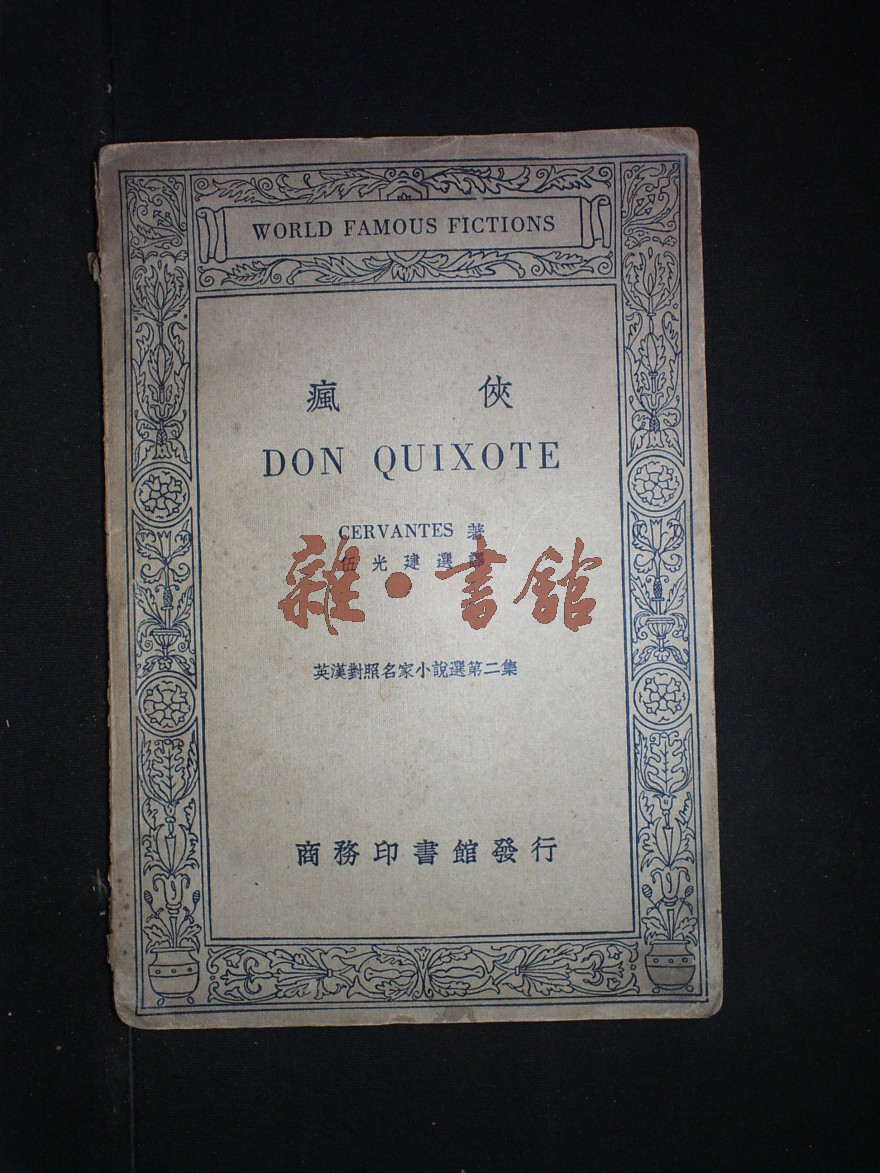 WORLD FAMOUS FICTIONS
瘋俠
DON QUIXOTE
CERVANTES 著
伍光建選譯
雜·書館
英漢對照名家小說選第二集
商務印書館發行